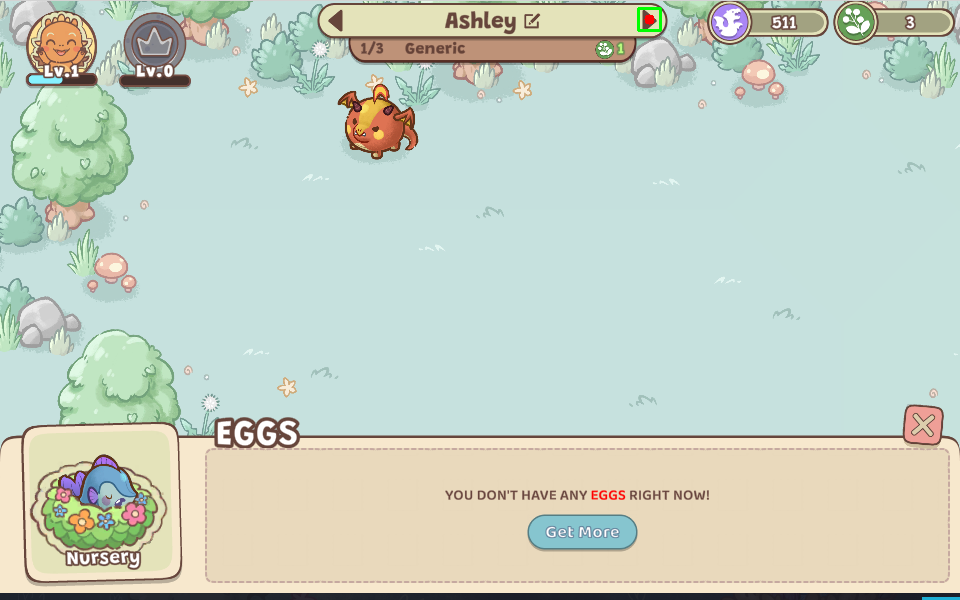 Ashley
511
3
1/3 Generic
1
Lv.1
Lv.0
EGGS
YOU DON'T HAVE ANY EGGS RIGHT NOW!
Get More
Nursery